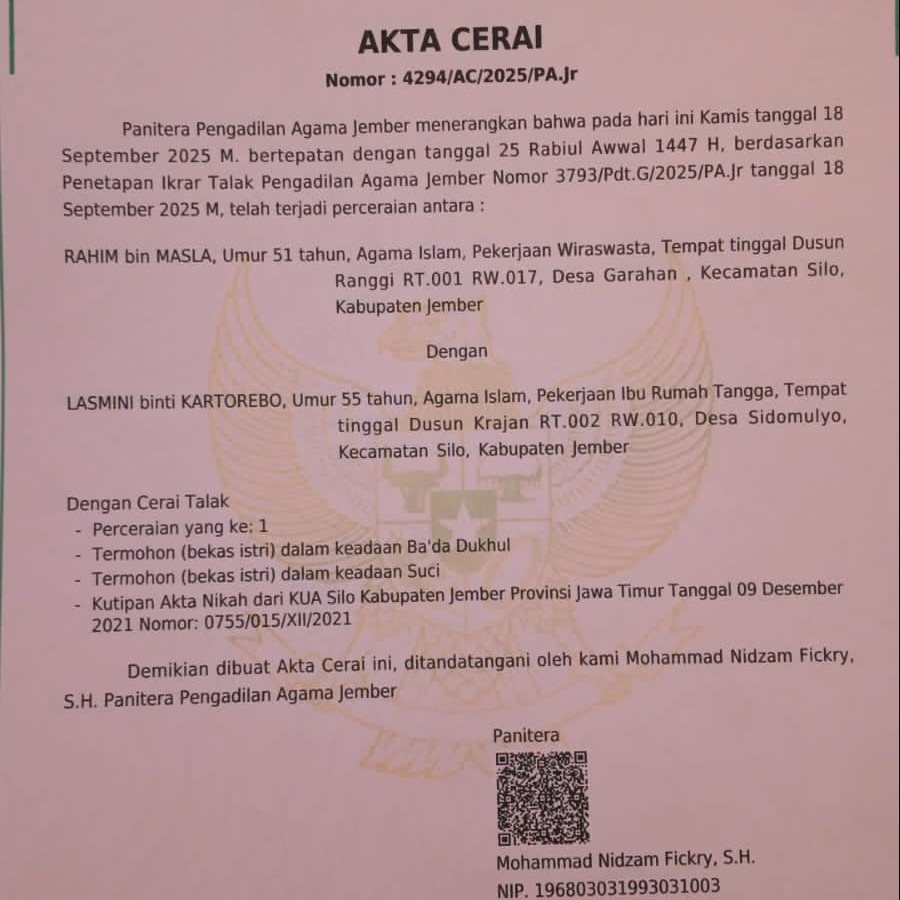 AKTA CERAI
Nomor : 4294/AC/2025/PA.Jr
Panitera Pengadilan Agama Jember menerangkan bahwa pada hari ini Kamis tanggal 18
September 2025 M. bertepatan dengan tanggal 25 Rabiul Awwal 1447 H, berdasarkan
Penetapan Ikrar Talak Pengadilan Agama Jember Nomor 3793/Pdt.G/2025/PA.Jr tanggal 18
September 2025 M, telah terjadi perceraian antara :
RAHIM bin MASLA, Umur 51 tahun, Agama Islam, Pekerjaan Wiraswasta, Tempat tinggal Dusun
Ranggi RT.001 RW.017, Desa Garahan , Kecamatan Silo,
Kabupaten Jember
Dengan
LASMINI binti KARTOREBO, Umur 55 tahun, Agama Islam, Pekerjaan Ibu Rumah Tangga, Tempat
tinggal Dusun Krajan RT.002 RW.010, Desa Sidomulyo,
Kecamatan Silo, Kabupaten Jember
Dengan Cerai Talak
- Perceraian yang ke: 1
- Termohon (bekas istri) dalam keadaan Ba'da Dukhul
- Termohon (bekas istri) dalam keadaan Suci
- Kutipan Akta Nikah dari KUA Silo Kabupaten Jember Provinsi Jawa Timur Tanggal 09 Desember
2021 Nomor: 0755/015/XII/2021
Demikian dibuat Akta Cerai ini, ditandatangani oleh kami Mohammad Nidzam Fickry,
S.H. Panitera Pengadilan Agama Jember
Panitera
Mohammad Nidzam Fickry, S.H.
NIP. 196803031993031003